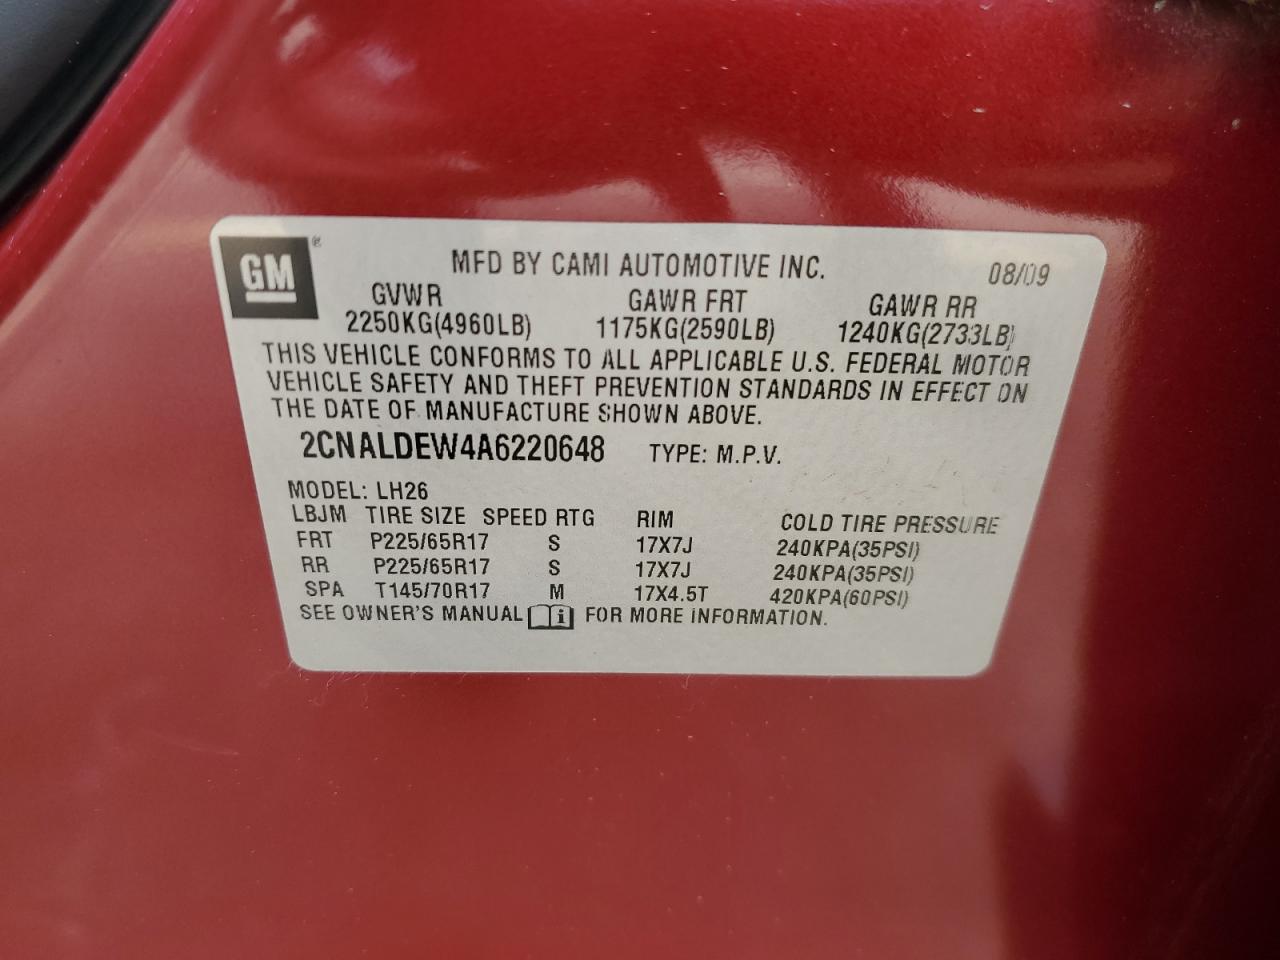 GM ®
MFD BY CAMI AUTOMOTIVE INC. 08/09
GVWR GAWR FRT GAWR RR
2250KG(4960LB) 1175KG(2590LB) 1240KG(2733LB)
THIS VEHICLE CONFORMS TO ALL APPLICABLE U.S. FEDERAL MOTOR
VEHICLE SAFETY AND THEFT PREVENTION STANDARDS IN EFFECT ON
THE DATE OF MANUFACTURE SHOWN ABOVE.
2CNALDEW4A6220648 TYPE: M.P.V.
MODEL: LH26
LBJM TIRE SIZE SPEED RTG RIM COLD TIRE PRESSURE
FRT P225/65R17 S 17X7J 240KPA(35PSI)
RR P225/65R17 S 17X7J 240KPA(35PSI)
SPA T145/70R17 M 17X4.5T 420KPA(60PSI)
SEE OWNER'S MANUAL i FOR MORE INFORMATION.